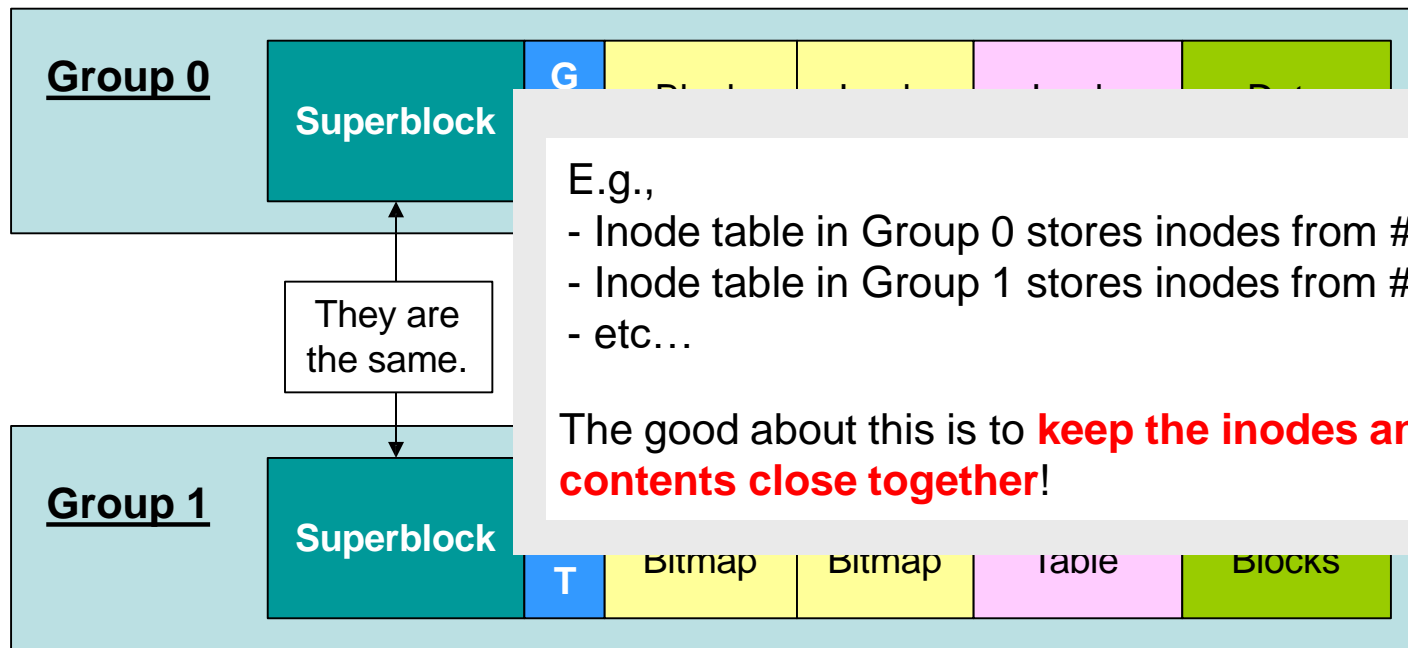 Group 0
Superblock
G
E.g.,
- Inode table in Group 0 stores inodes from #
- Inode table in Group 1 stores inodes from #
- etc…
They are
the same.
The good about this is to keep the inodes
contents close together!
Group 1
Superblock
T
Bitmap
Bitmap
Table
Blocks